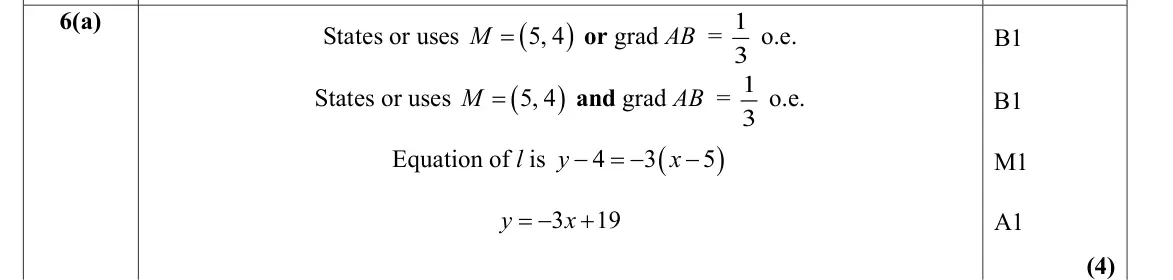 6(a)
States or uses M = (5, 4) or grad AB = 1/3 o.e. B1
States or uses M = (5, 4) and grad AB = 1/3 o.e. B1
Equation of l is y − 4 = −3(x − 5) M1
y = −3x + 19 A1
(4)